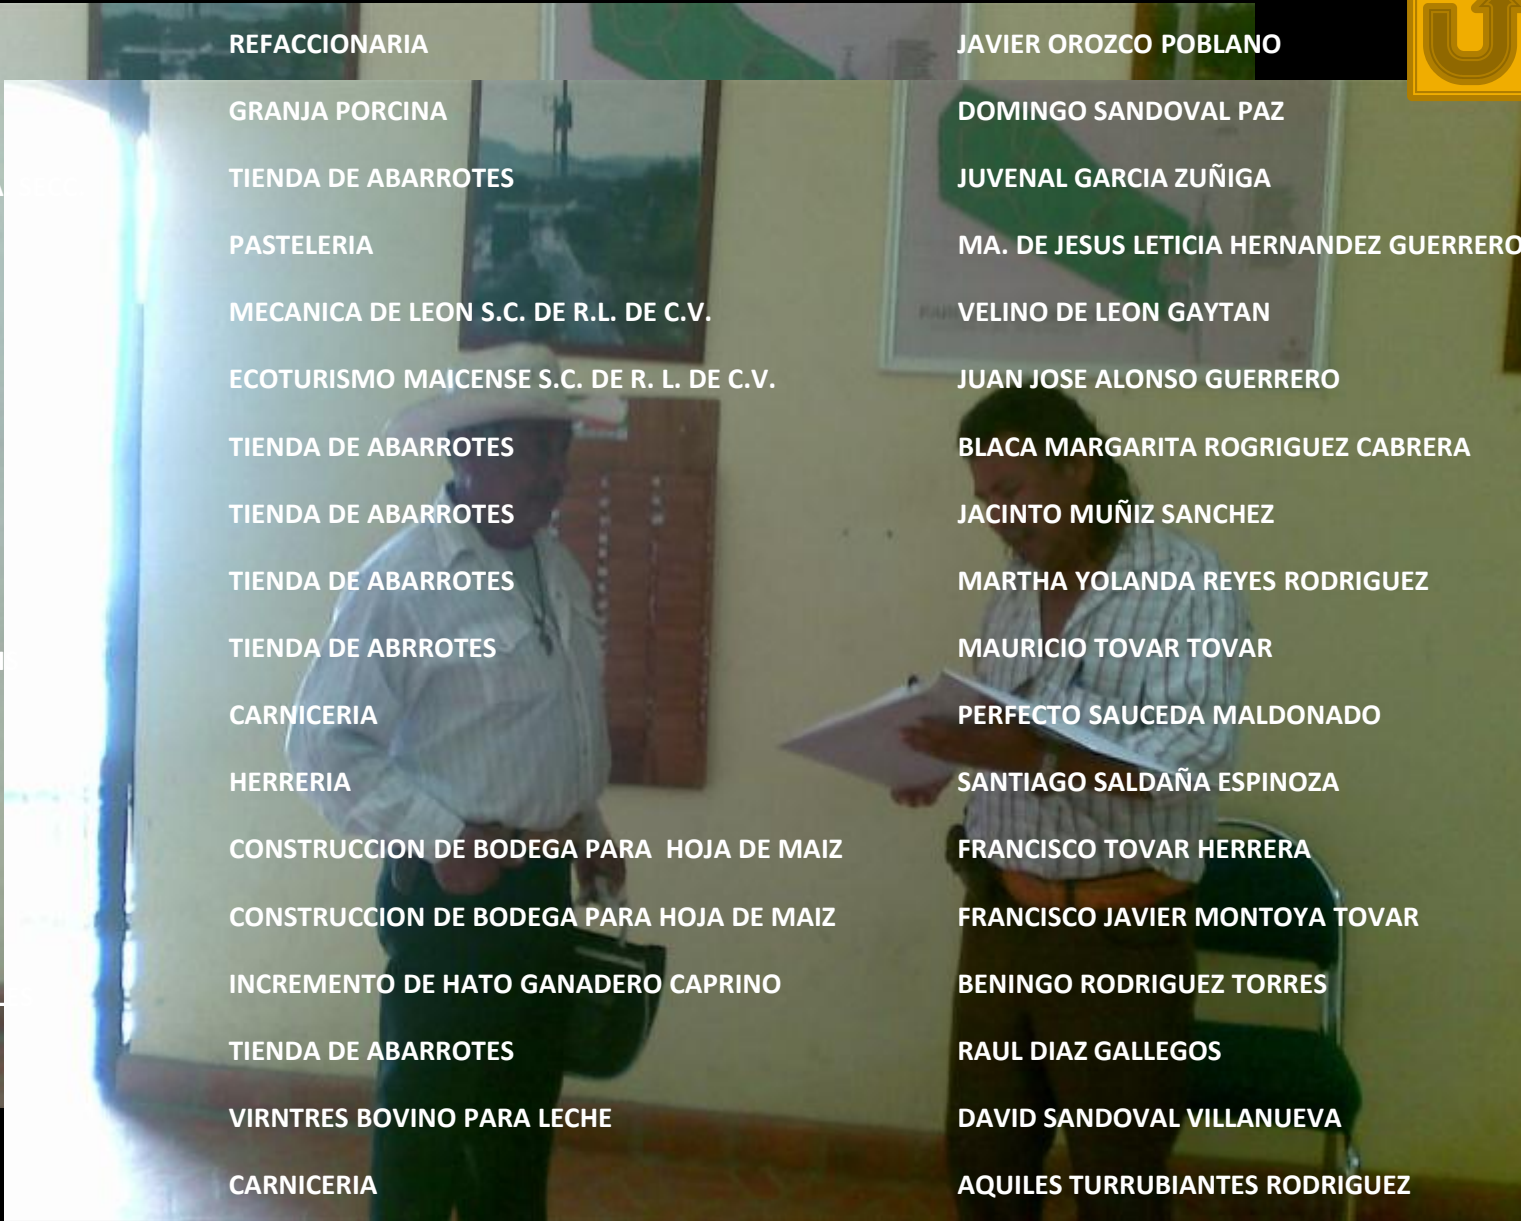 REFACCIONARIA JAVIER OROZCO POBLANO
GRANJA PORCINA DOMINGO SANDOVAL PAZ
TIENDA DE ABARROTES JUVENAL GARCIA ZUÑIGA
PASTELERIA MA. DE JESUS LETICIA HERNANDEZ GUERRERO
MECANICA DE LEON S.C. DE R.L. DE C.V. VELINO DE LEON GAYTAN
ECOTURISMO MAICENSE S.C. DE R. L. DE C.V. JUAN JOSE ALONSO GUERRERO
TIENDA DE ABARROTES BLACA MARGARITA ROGRIGUEZ CABRERA
TIENDA DE ABARROTES JACINTO MUÑIZ SANCHEZ
TIENDA DE ABARROTES MARTHA YOLANDA REYES RODRIGUEZ
TIENDA DE ABRROTES MAURICIO TOVAR TOVAR
CARNICERIA PERFECTO SAUCEDA MALDONADO
HERRERIA SANTIAGO SALDAÑA ESPINOZA
CONSTRUCCION DE BODEGA PARA  HOJA DE MAIZ FRANCISCO TOVAR HERRERA
CONSTRUCCION DE BODEGA PARA HOJA DE MAIZ FRANCISCO JAVIER MONTOYA TOVAR
INCREMENTO DE HATO GANADERO CAPRINO BENINGO RODRIGUEZ TORRES
TIENDA DE ABARROTES RAUL DIAZ GALLEGOS
VIRNTRES BOVINO PARA LECHE DAVID SANDOVAL VILLANUEVA
CARNICERIA AQUILES TURRUBIANTES RODRIGUEZ